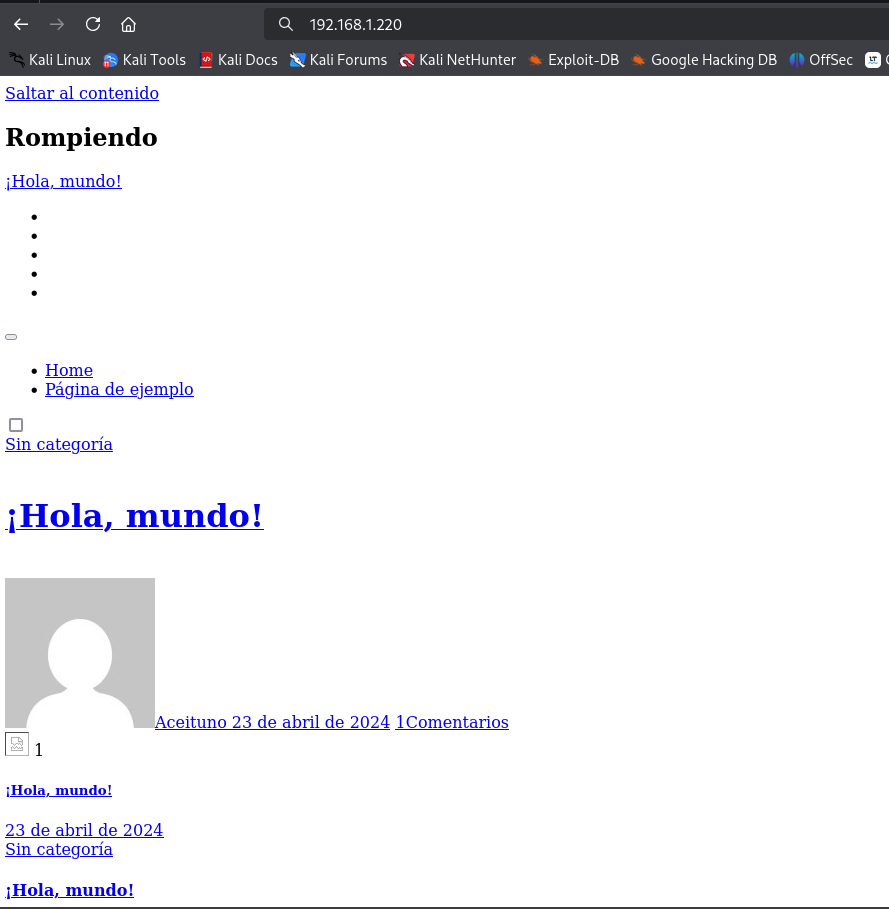 192.168.1.220
Kali Linux Kali Tools Kali Docs Kali Forums Kali NetHunter Exploit-DB Google Hacking DB OffSec
Saltar al contenido
Rompiendo
¡Hola, mundo!
Home
Página de ejemplo
Sin categoría
¡Hola, mundo!
Aceituno 23 de abril de 2024 1Comentarios
1
¡Hola, mundo!
23 de abril de 2024
Sin categoría
¡Hola, mundo!